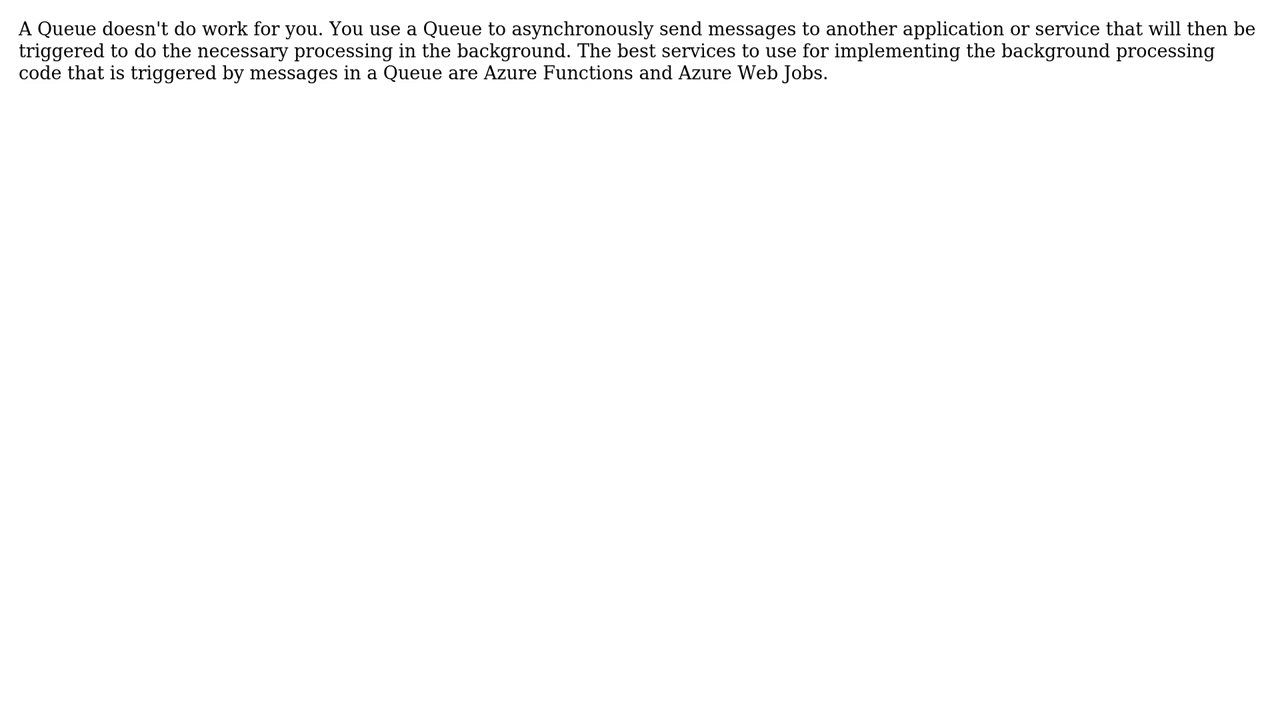 A Queue doesn't do work for you. You use a Queue to asynchronously send messages to another application or service that will then be
triggered to do the necessary processing in the background. The best services to use for implementing the background processing
code that is triggered by messages in a Queue are Azure Functions and Azure Web Jobs.